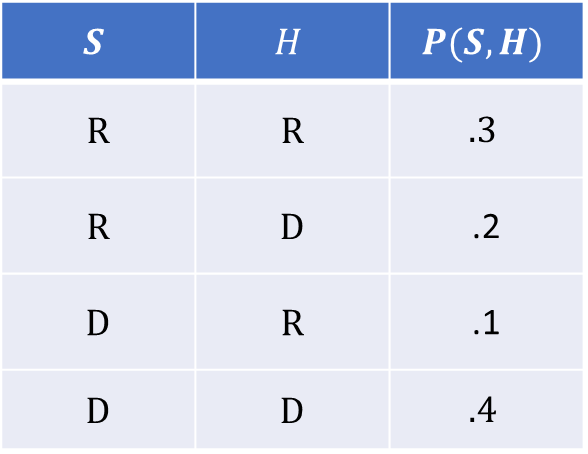 S H P(S,H)
R R .3
R D .2
D R .1
D D .4